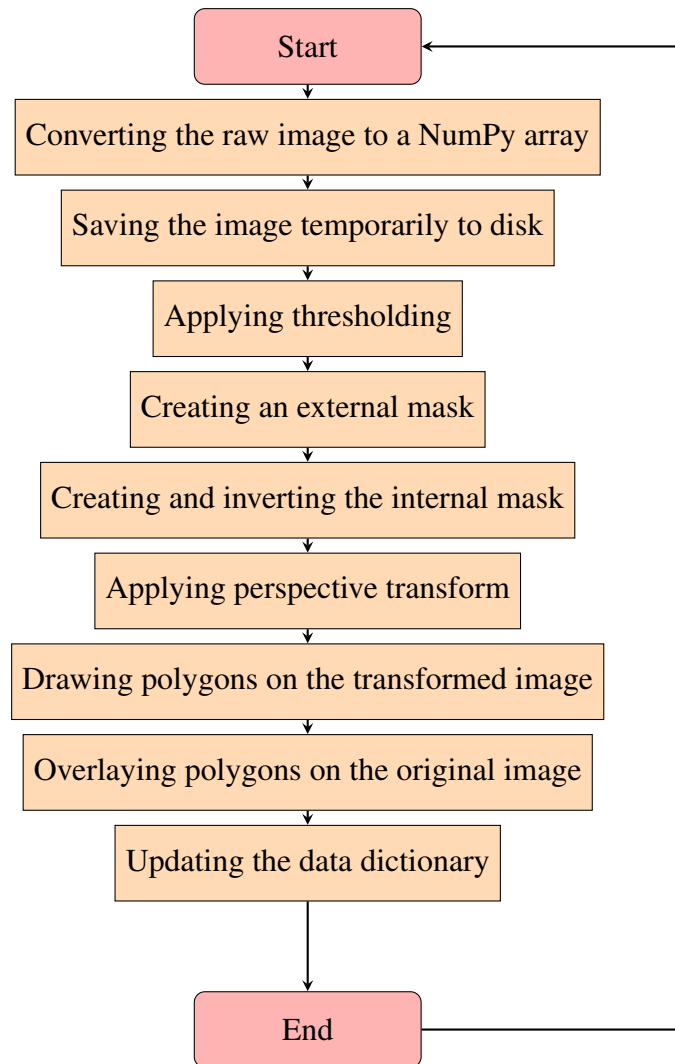 Start
Converting the raw image to a NumPy array
Saving the image temporarily to disk
Applying thresholding
Creating an external mask
Creating and inverting the internal mask
Applying perspective transform
Drawing polygons on the transformed image
Overlaying polygons on the original image
Updating the data dictionary
End